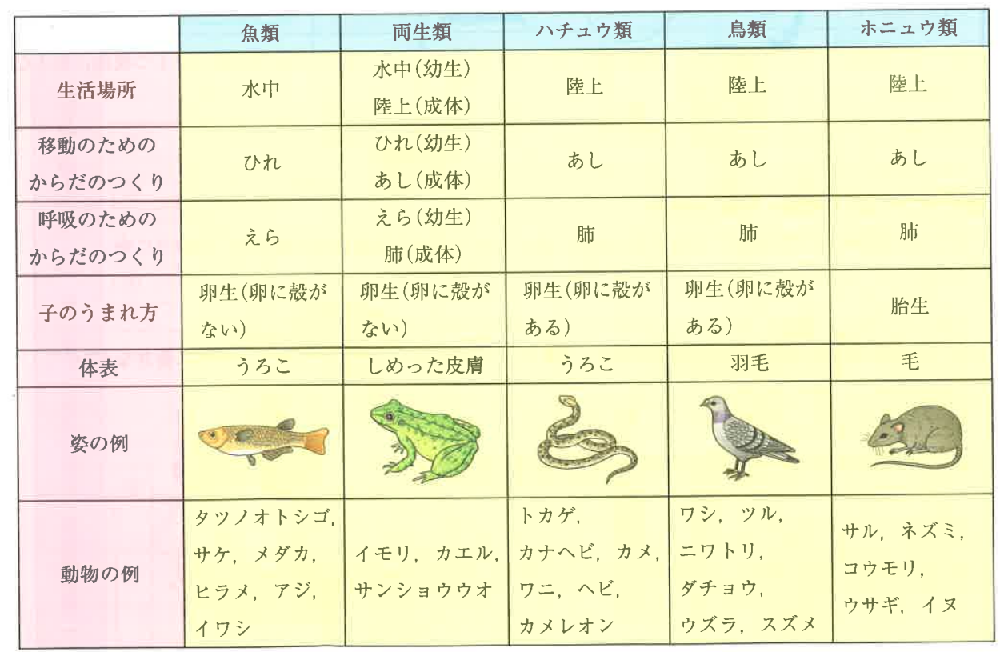 魚類
両生類
ハチュウ類
鳥類
ホニュウ類
生活場所
水中
水中(幼生)
陸上(成体)
陸上
陸上
陸上
移動のための
からだのつくり
ひれ
ひれ(幼生)
あし(成体)
あし
あし
あし
呼吸のための
からだのつくり
えら
えら(幼生)
肺(成体)
肺
肺
肺
子のうまれ方
卵生(卵に殻が
ない)
卵生(卵に殻が
ない)
卵生(卵に殻が
ある)
卵生(卵に殻が
ある)
胎生
体表
うろこ
しめった皮膚
うろこ
羽毛
毛
姿の例
動物の例
タツノオトシゴ,
サケ, メダカ,
ヒラメ, アジ,
イワシ
イモリ, カエル,
サンショウウオ
トカゲ,
カナヘビ, カメ,
ワニ, ヘビ,
カメレオン
ワシ, ツル,
ニワトリ,
ダチョウ,
ウズラ, スズメ
サル, ネズミ,
コウモリ,
ウサギ, イヌ